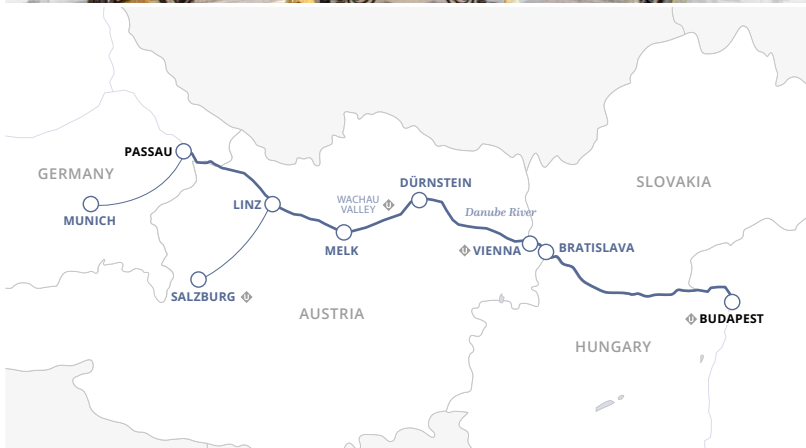 PASSAU
GERMANY
MUNICH
LINZ
SALZBURG
WACHAU
VALLEY
DÜRNSTEIN
Danube River
MELK
VIENNA
BRATISLAVA
SLOVAKIA
AUSTRIA
BUDAPEST
HUNGARY